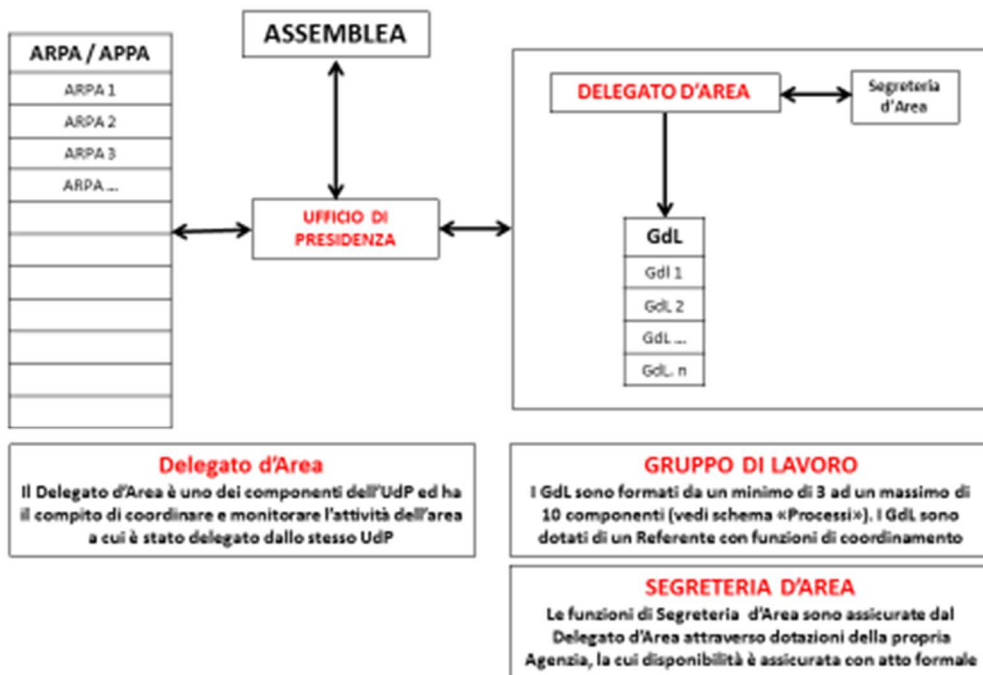 ARPA / APPA
ARPA 1
ARPA 2
ARPA 3
ARPA ...
ASSEMBLEA
UFFICIO DI
PRESIDENZA
DELEGATO D'AREA
Segreteria
d'Area
GdL
Gdl 1
GdL 2
GdL ...
GdL. n
Delegato d'Area
Il Delegato d'Area è uno dei componenti dell'UdP ed ha
il compito di coordinare e monitorare l'attività dell'area
a cui è stato delegato dallo stesso UdP
GRUPPO DI LAVORO
I GdL sono formati da un minimo di 3 ad un massimo di
10 componenti (vedi schema «Processi»). I GdL sono
dotati di un Referente con funzioni di coordinamento
SEGRETERIA D'AREA
Le funzioni di Segreteria d'Area sono assicurate dal
Delegato d'Area attraverso dotazioni della propria
Agenzia, la cui disponibilità è assicurata con atto formale